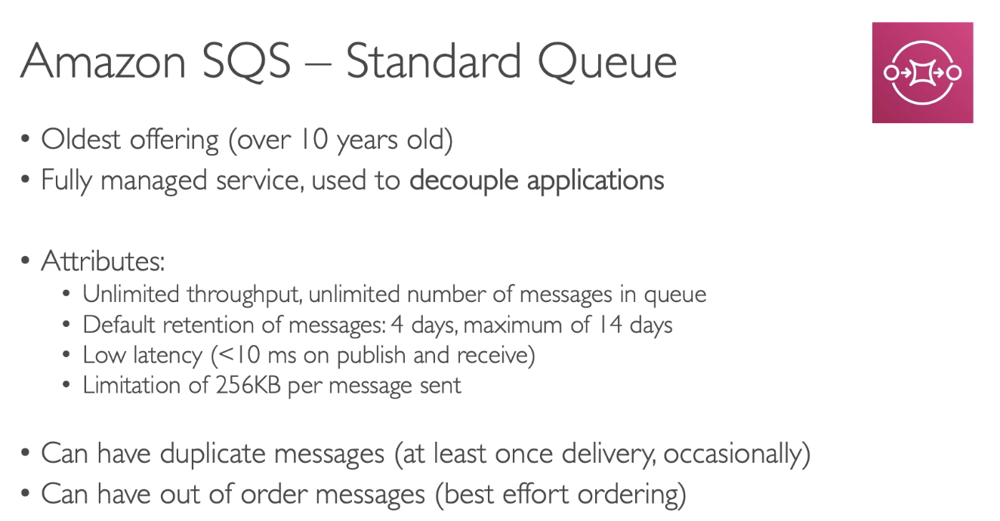 Amazon SQS – Standard Queue
• Oldest offering (over 10 years old)
• Fully managed service, used to decouple applications
• Attributes:
• Unlimited throughput, unlimited number of messages in queue
• Default retention of messages: 4 days, maximum of 14 days
• Low latency (<10 ms on publish and receive)
• Limitation of 256KB per message sent
• Can have duplicate messages (at least once delivery, occasionally)
• Can have out of order messages (best effort ordering)